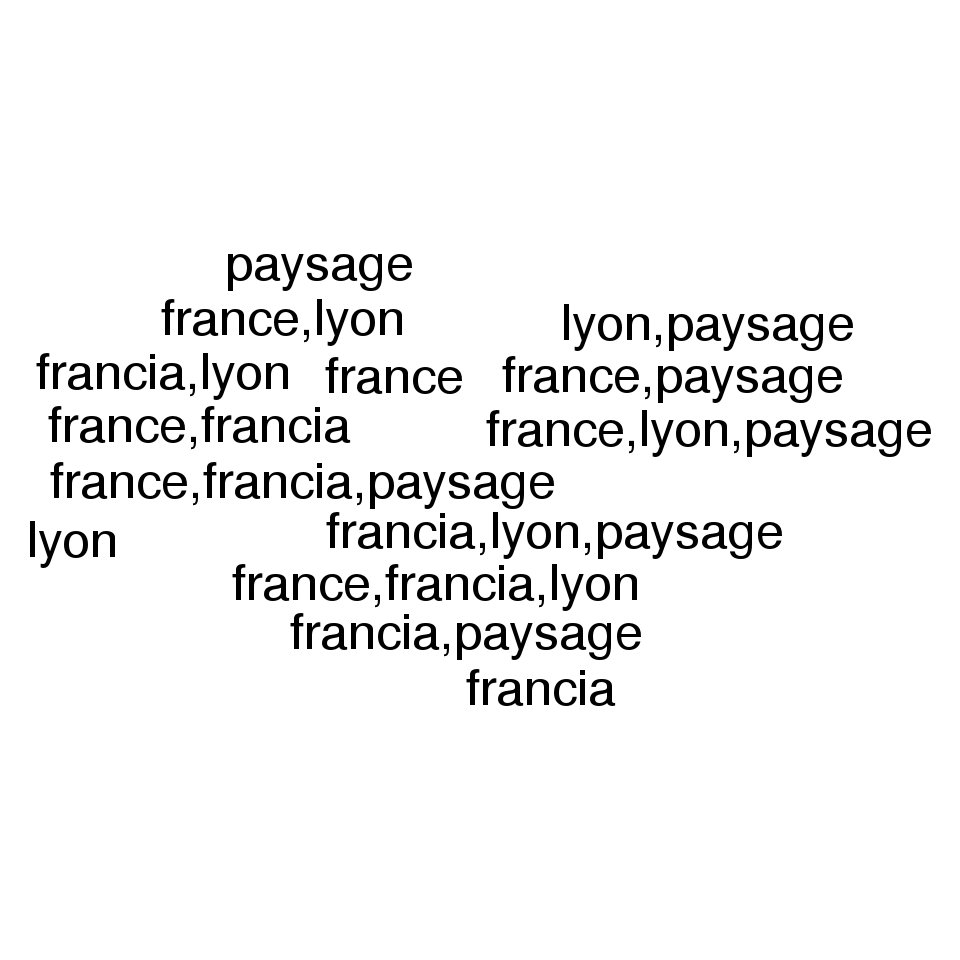 paysage
france,lyon
lyon,paysage
francia,lyon
france
france,paysage
france,francia
france,lyon,paysage
france,francia,paysage
lyon
francia,lyon,paysage
france,francia,lyon
francia,paysage
francia